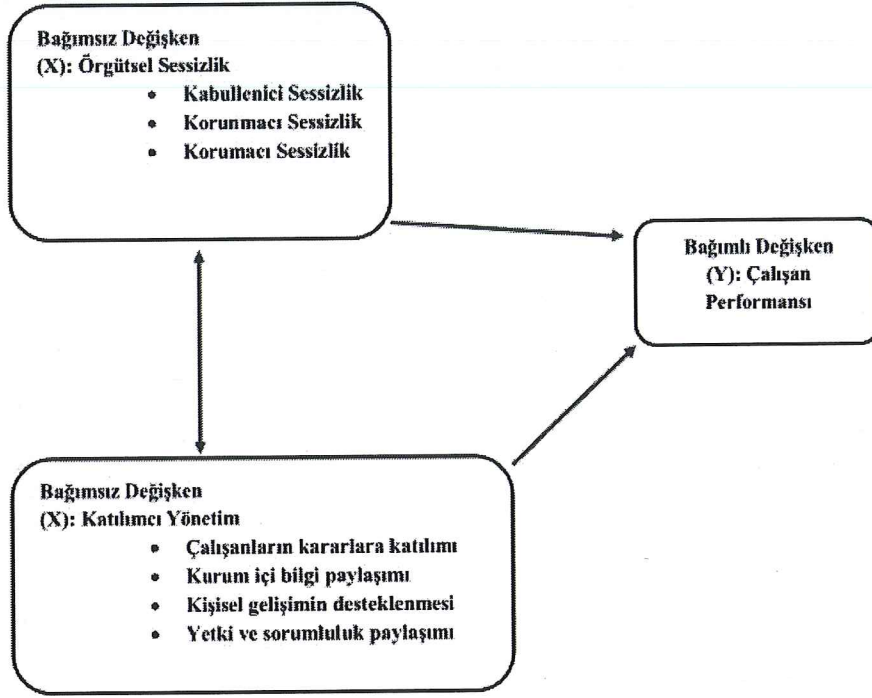 Bağımsız Değişken
(X): Örgütsel Sessizlik
• Kabullenici Sessizlik
• Korunmacı Sessizlik
• Korumacı Sessizlik
Bağımlı Değişken
(Y): Çalışan
Performansı
Bağımsız Değişken
(X): Katılımcı Yönetim
• Çalışanların kararlara katılımı
• Kurum içi bilgi paylaşımı
• Kişisel gelişimin desteklenmesi
• Yetki ve sorumluluk paylaşımı